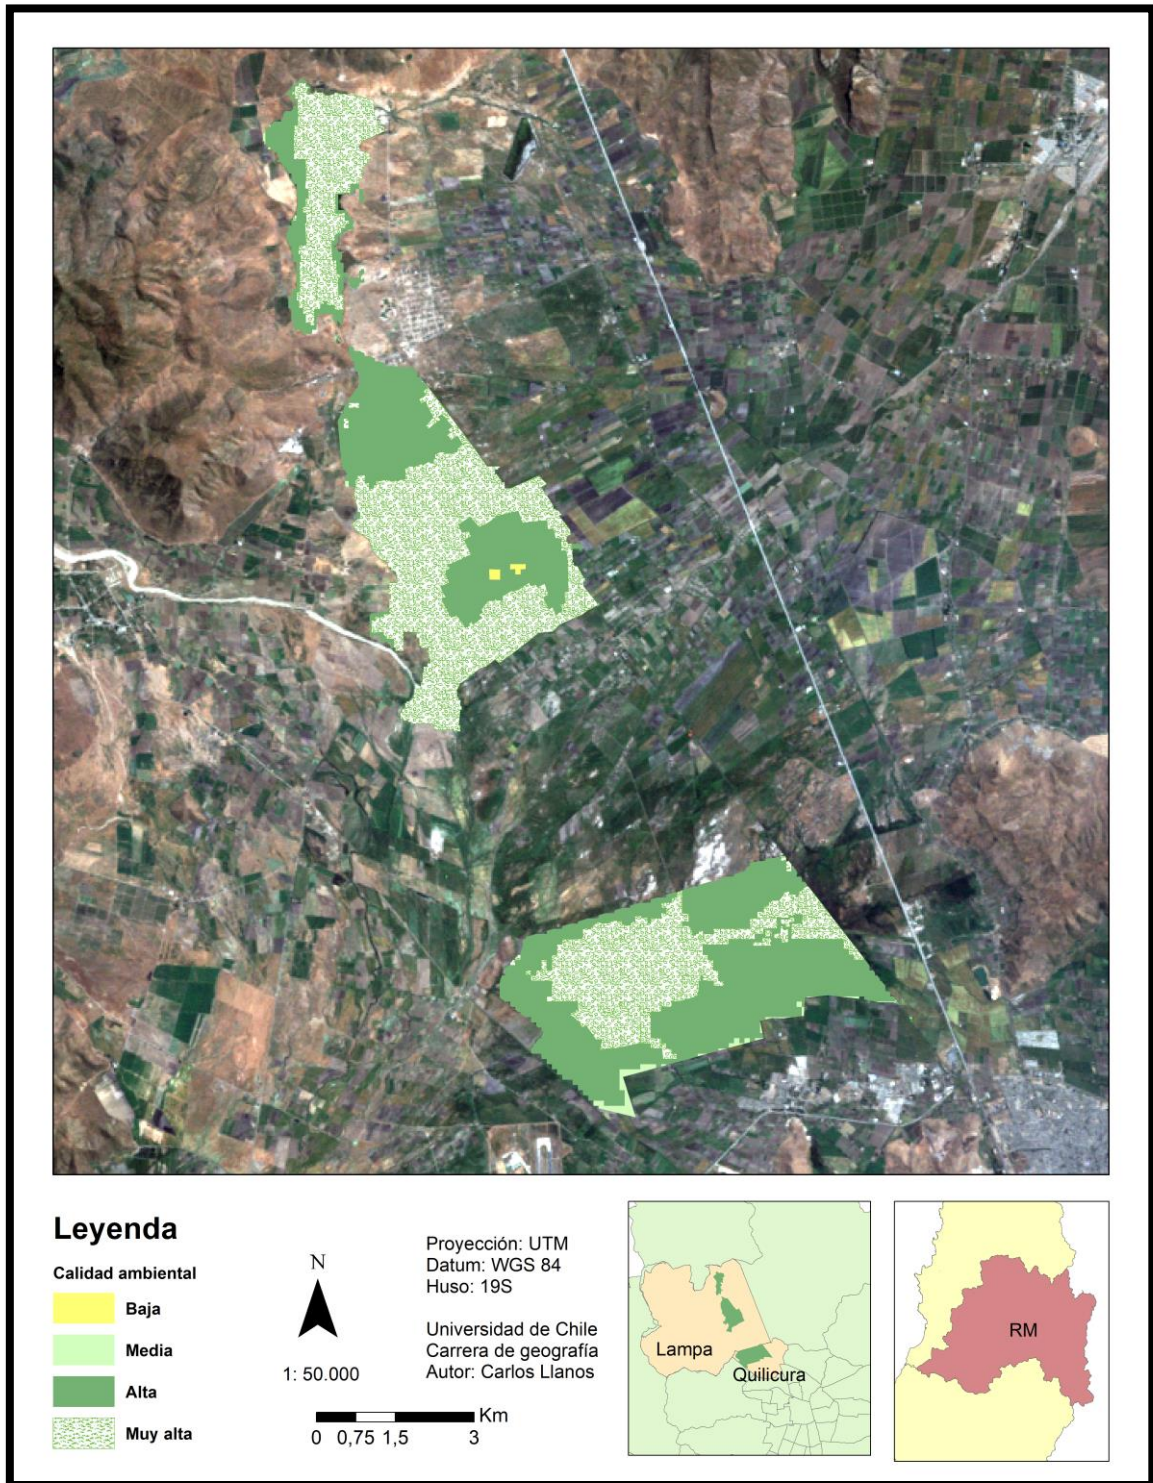 Leyenda
Calidad ambiental
Baja
Media
Alta
Muy alta
N
1: 50.000
Proyección: UTM
Datum: WGS 84
Huso: 19S
Universidad de Chile
Carrera de geografía
Autor: Carlos Llanos
Km
0 0,75 1,5 3
Lampa
Quilicura
RM